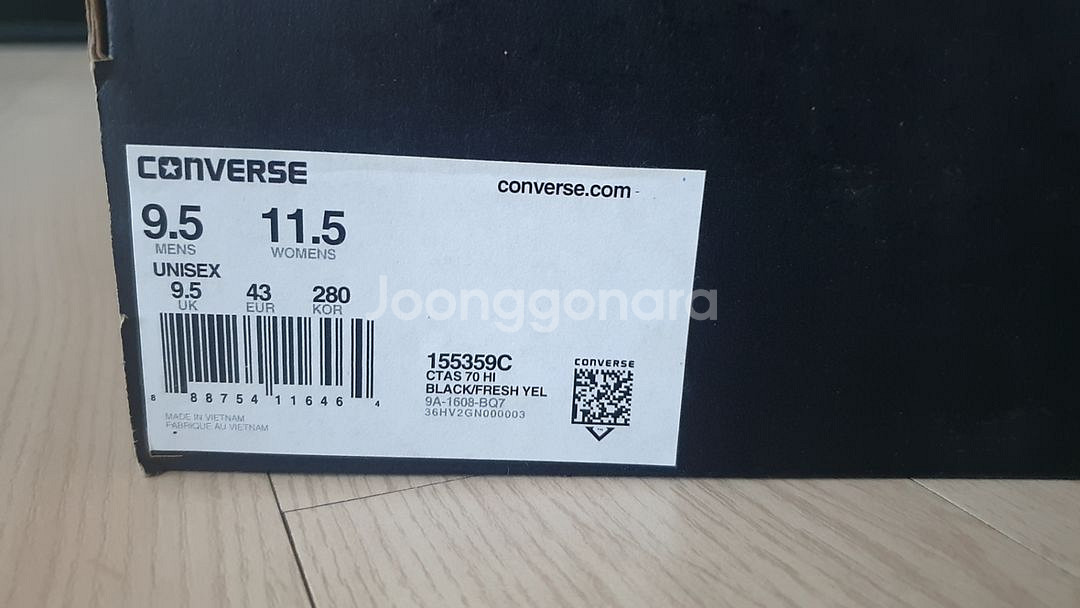 CONVERSE
converse.com
9.5 11.5
MENS WOMENS
UNISEX
9.5 43 280
UK EUR KOR
Joonggonara
8 88754 11646 4
155359C
CTAS 70 HI
BLACK/FRESH YEL
9A-1608-BQ7
36HV2GN000003
CONVERSE
MADE IN VIETNAM
FABRIQUE AU VIETNAM